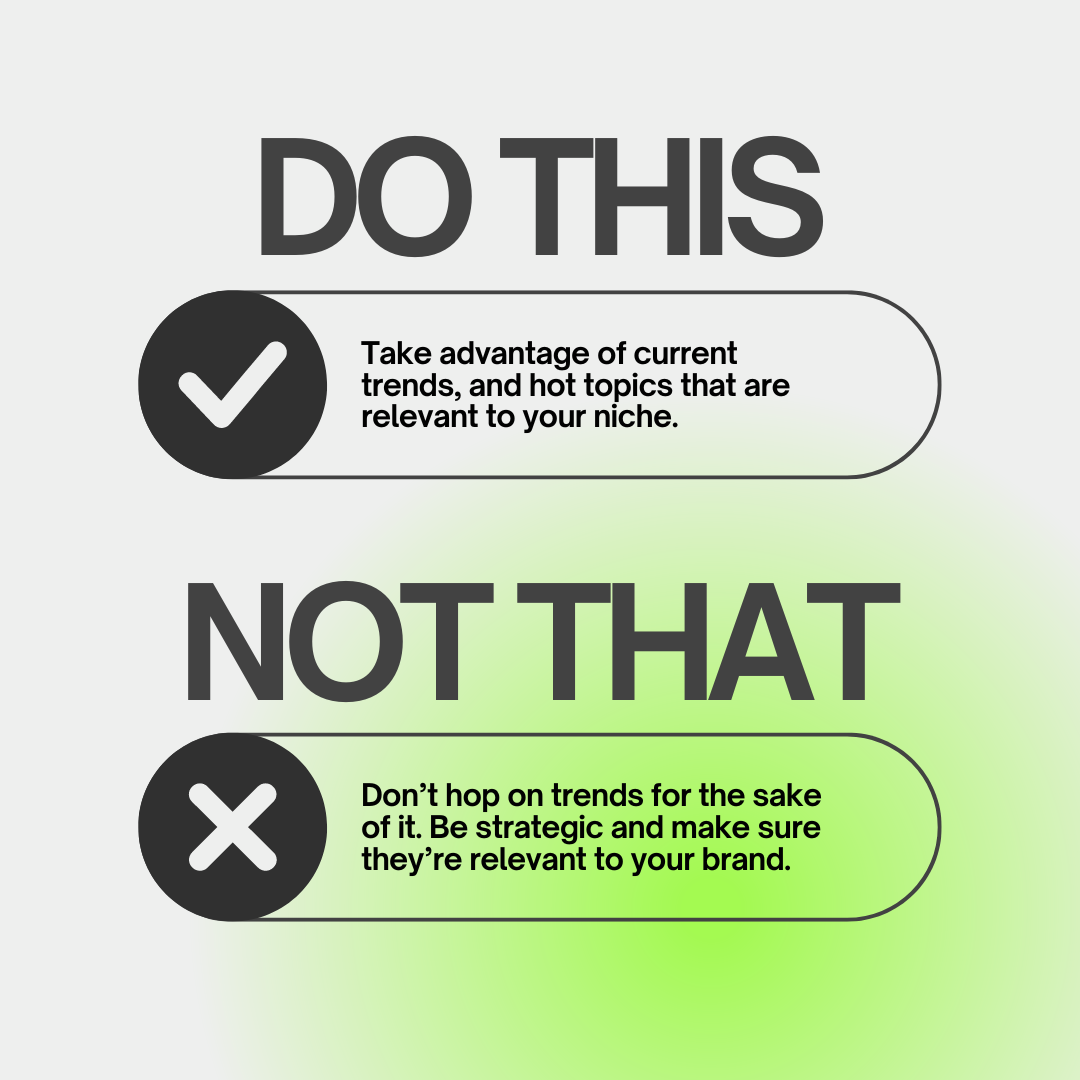 DO THIS
Take advantage of current
trends, and hot topics that are
relevant to your niche.
NOT THAT
Don’t hop on trends for the sake
of it. Be strategic and make sure
they’re relevant to your brand.